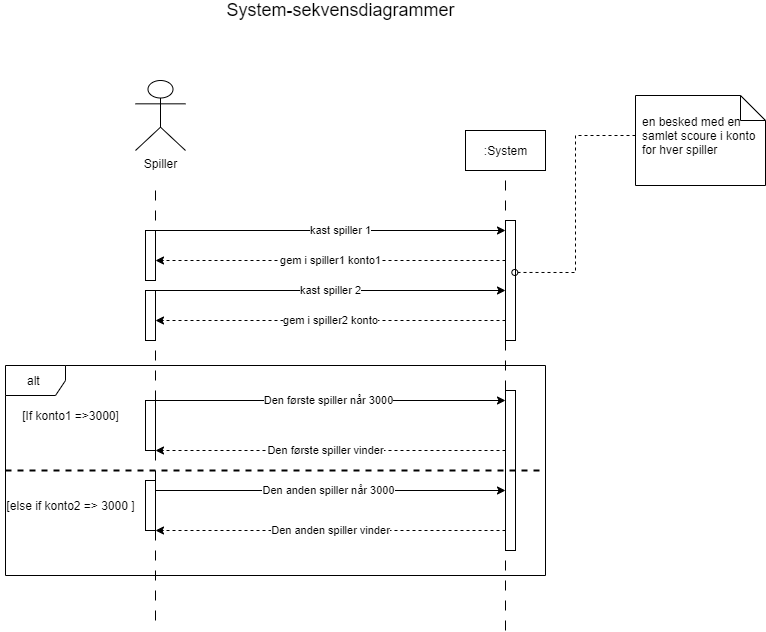 System-sekvensdiagrammer
en besked med en
samlet scoure i konto
for hver spiller
:System
Spiller
kast spiller 1
gem i spiller1 konto1
kast spiller 2
gem i spiller2 konto
alt
[If konto1 =>3000]
Den første spiller når 3000
Den første spiller vinder
[else if konto2 => 3000 ]
Den anden spiller når 3000
Den anden spiller vinder